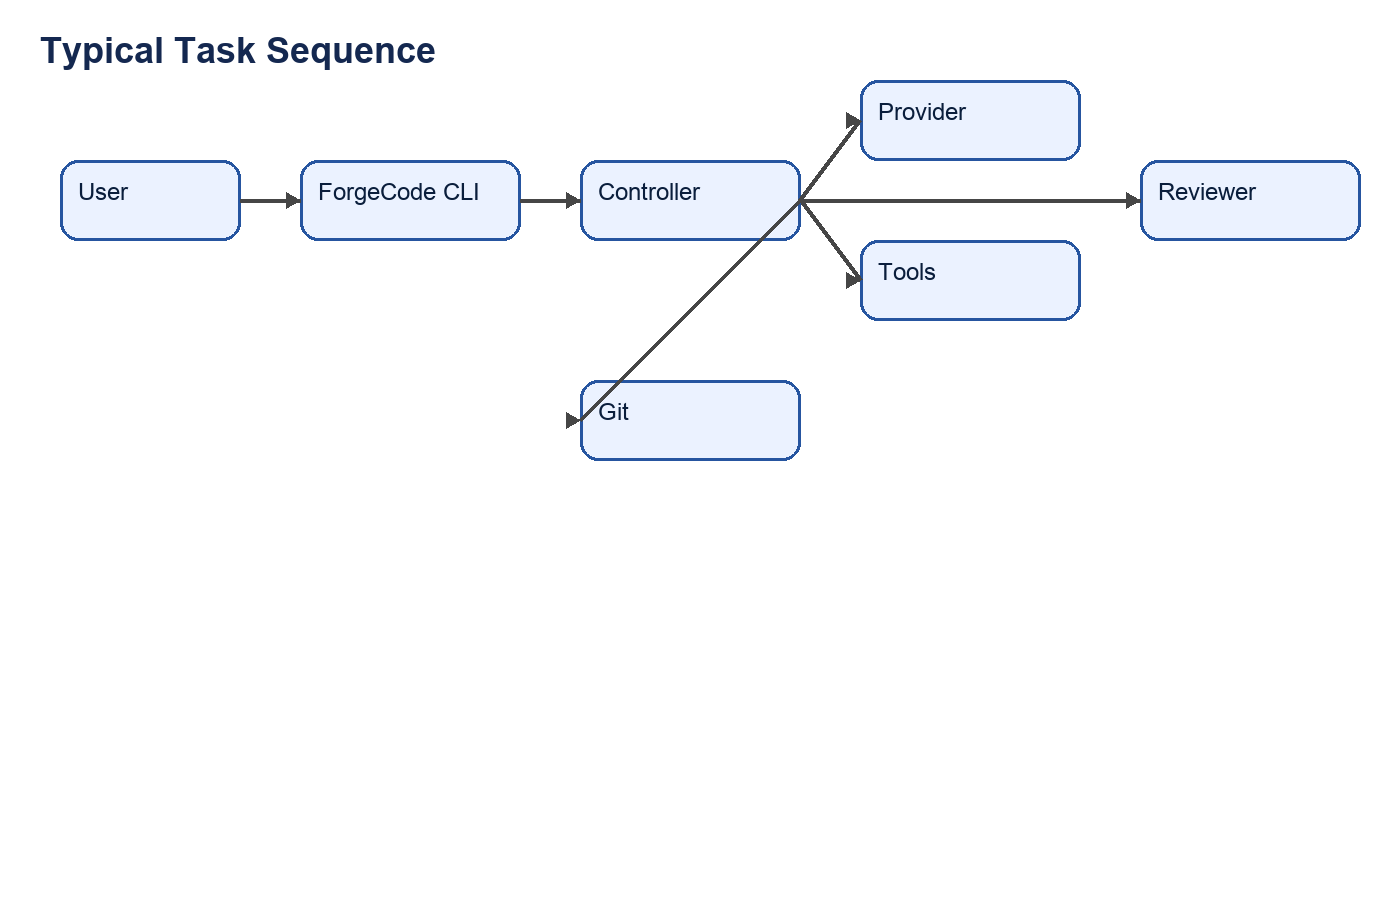 Typical Task Sequence
Provider
User
ForgeCode CLI
Controller
Reviewer
Tools
Git